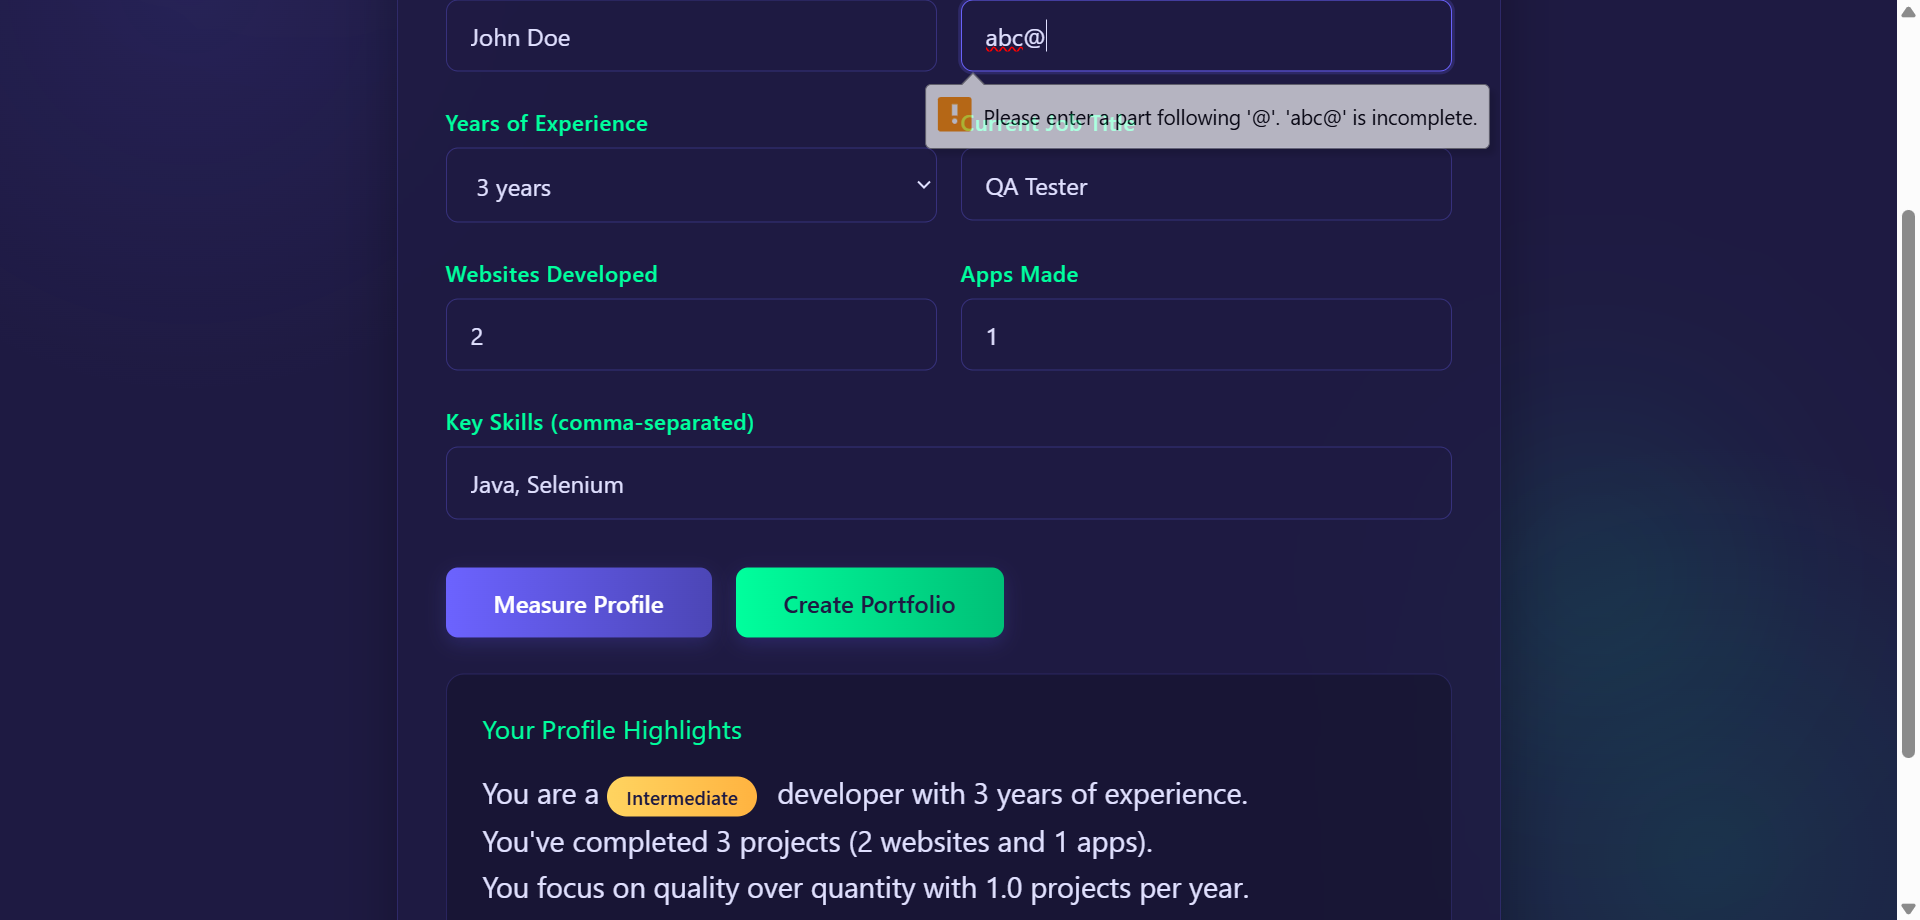 John Doe
abc@
Please enter a part following '@'. 'abc@' is incomplete.
Years of Experience
Current Job Title
3 years
QA Tester
Websites Developed
Apps Made
2
1
Key Skills (comma-separated)
Java, Selenium
Measure Profile
Create Portfolio
Your Profile Highlights
You are a Intermediate developer with 3 years of experience.
You've completed 3 projects (2 websites and 1 apps).
You focus on quality over quantity with 1.0 projects per year.